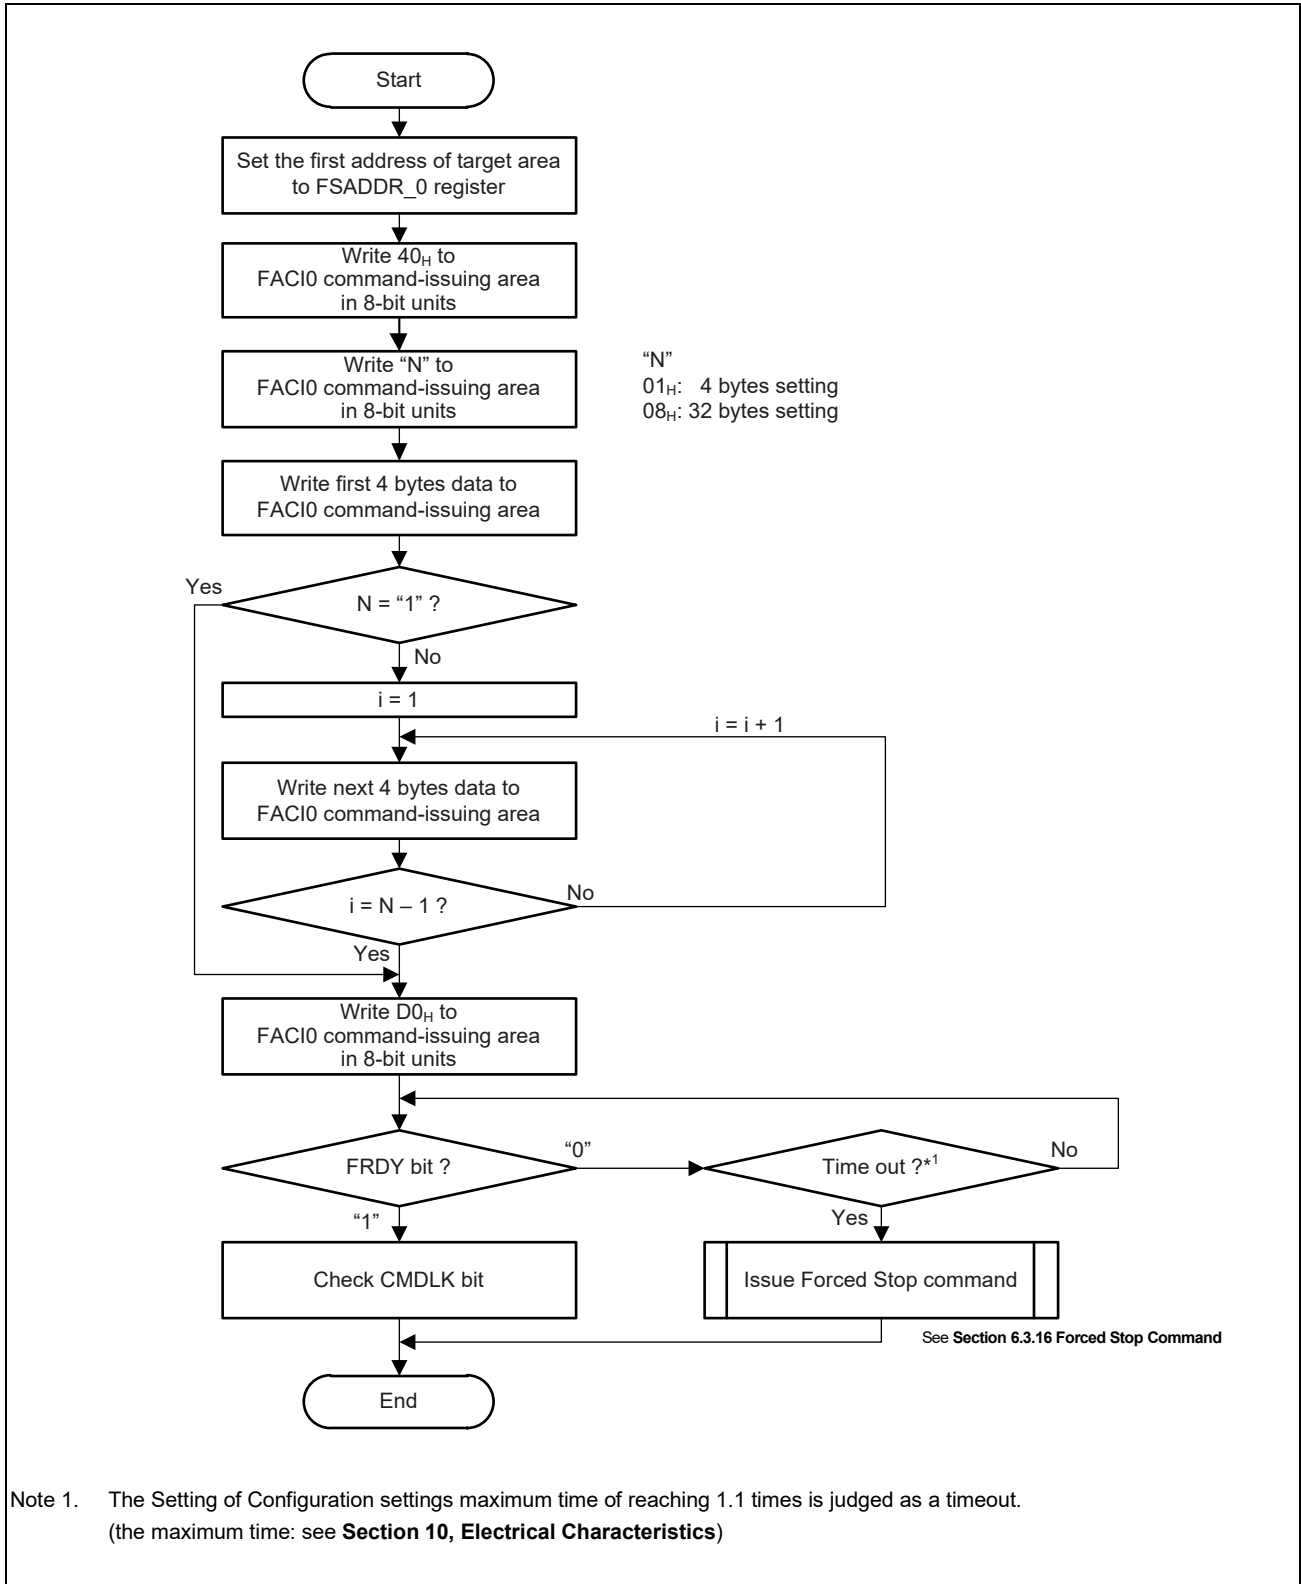 Start
Set the first address of target area
to FSADDR_0 register
Write 40H to
FACI0 command-issuing area
in 8-bit units
Write “N” to
FACI0 command-issuing area
in 8-bit units
“N”
01H: 4 bytes setting
08H: 32 bytes setting
Write first 4 bytes data to
FACI0 command-issuing area
Yes
N = “1” ?
No
i = 1
i = i + 1
Write next 4 bytes data to
FACI0 command-issuing area
i = N – 1 ?
No
Yes
Write D0H to
FACI0 command-issuing area
in 8-bit units
FRDY bit ?
“0”
Time out ?*1
No
“1”
Yes
Check CMDLK bit
Issue Forced Stop command
See Section 6.3.16 Forced Stop Command
End
Note 1. The Setting of Configuration settings maximum time of reaching 1.1 times is judged as a timeout.
(the maximum time: see Section 10, Electrical Characteristics)